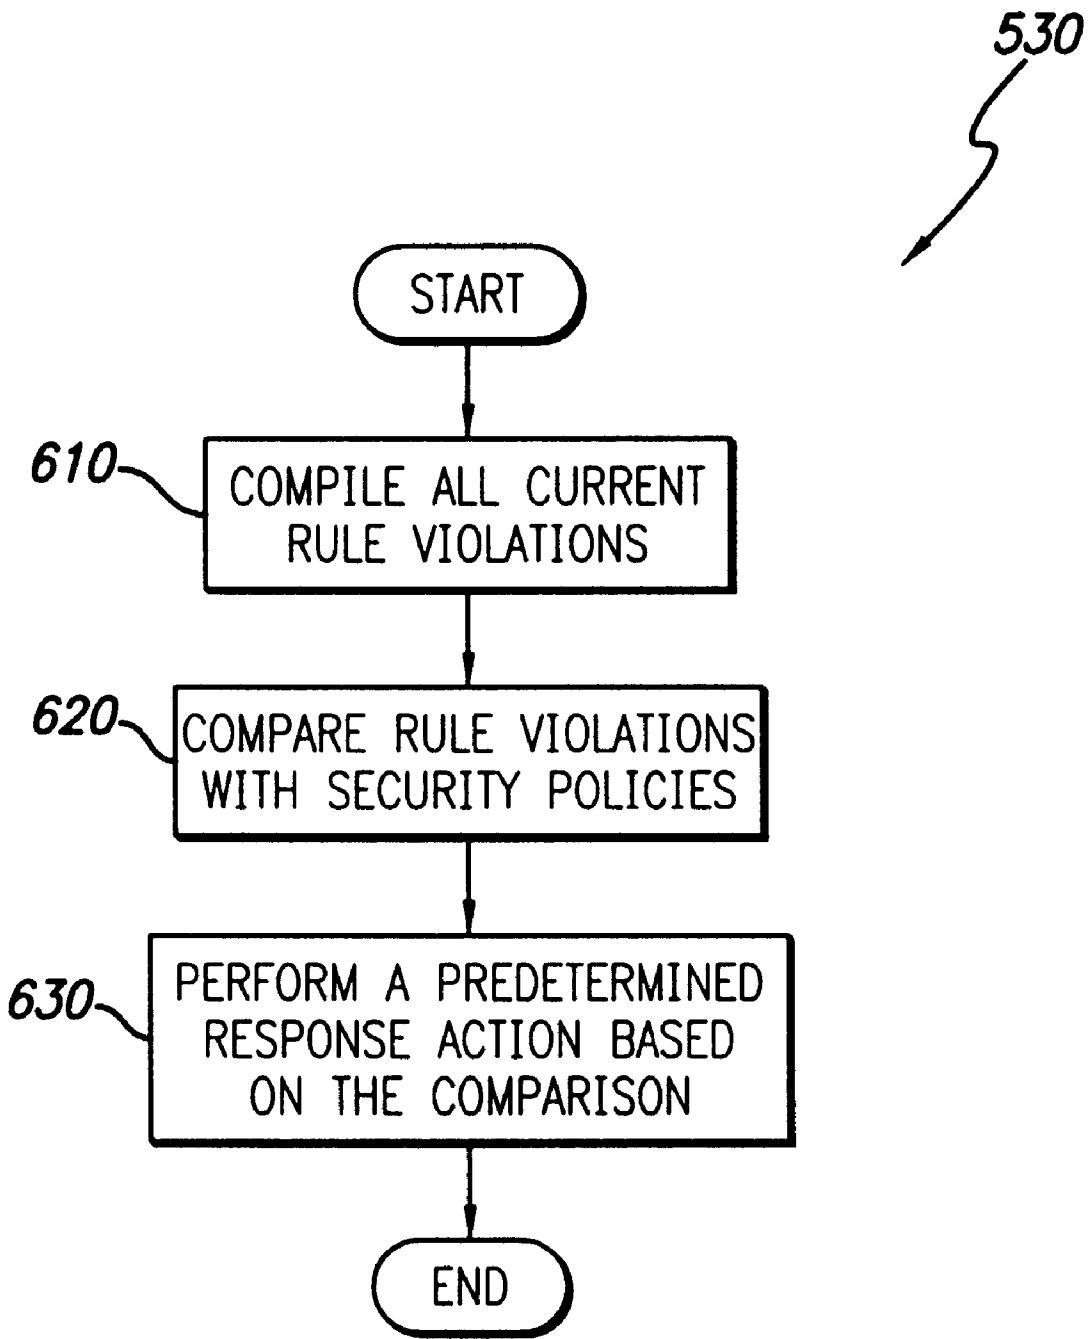 530
START
610
COMPILE ALL CURRENT
RULE VIOLATIONS
620
COMPARE RULE VIOLATIONS
WITH SECURITY POLICIES
630
PERFORM A PREDETERMINED
RESPONSE ACTION BASED
ON THE COMPARISON
END